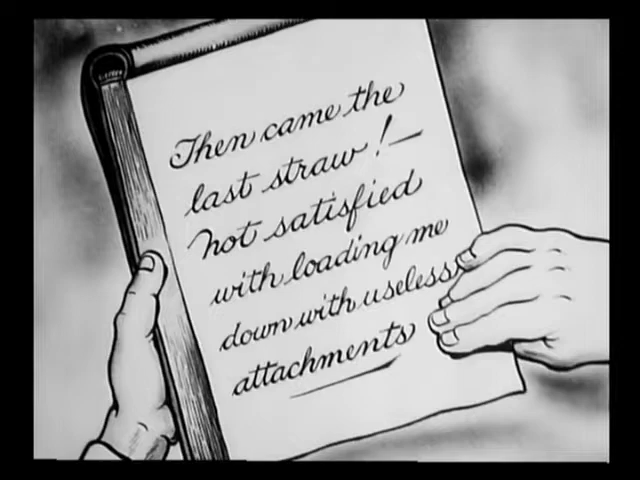 Then came the
last straw!—
not satisfied
with loading me
down with useless
attachments